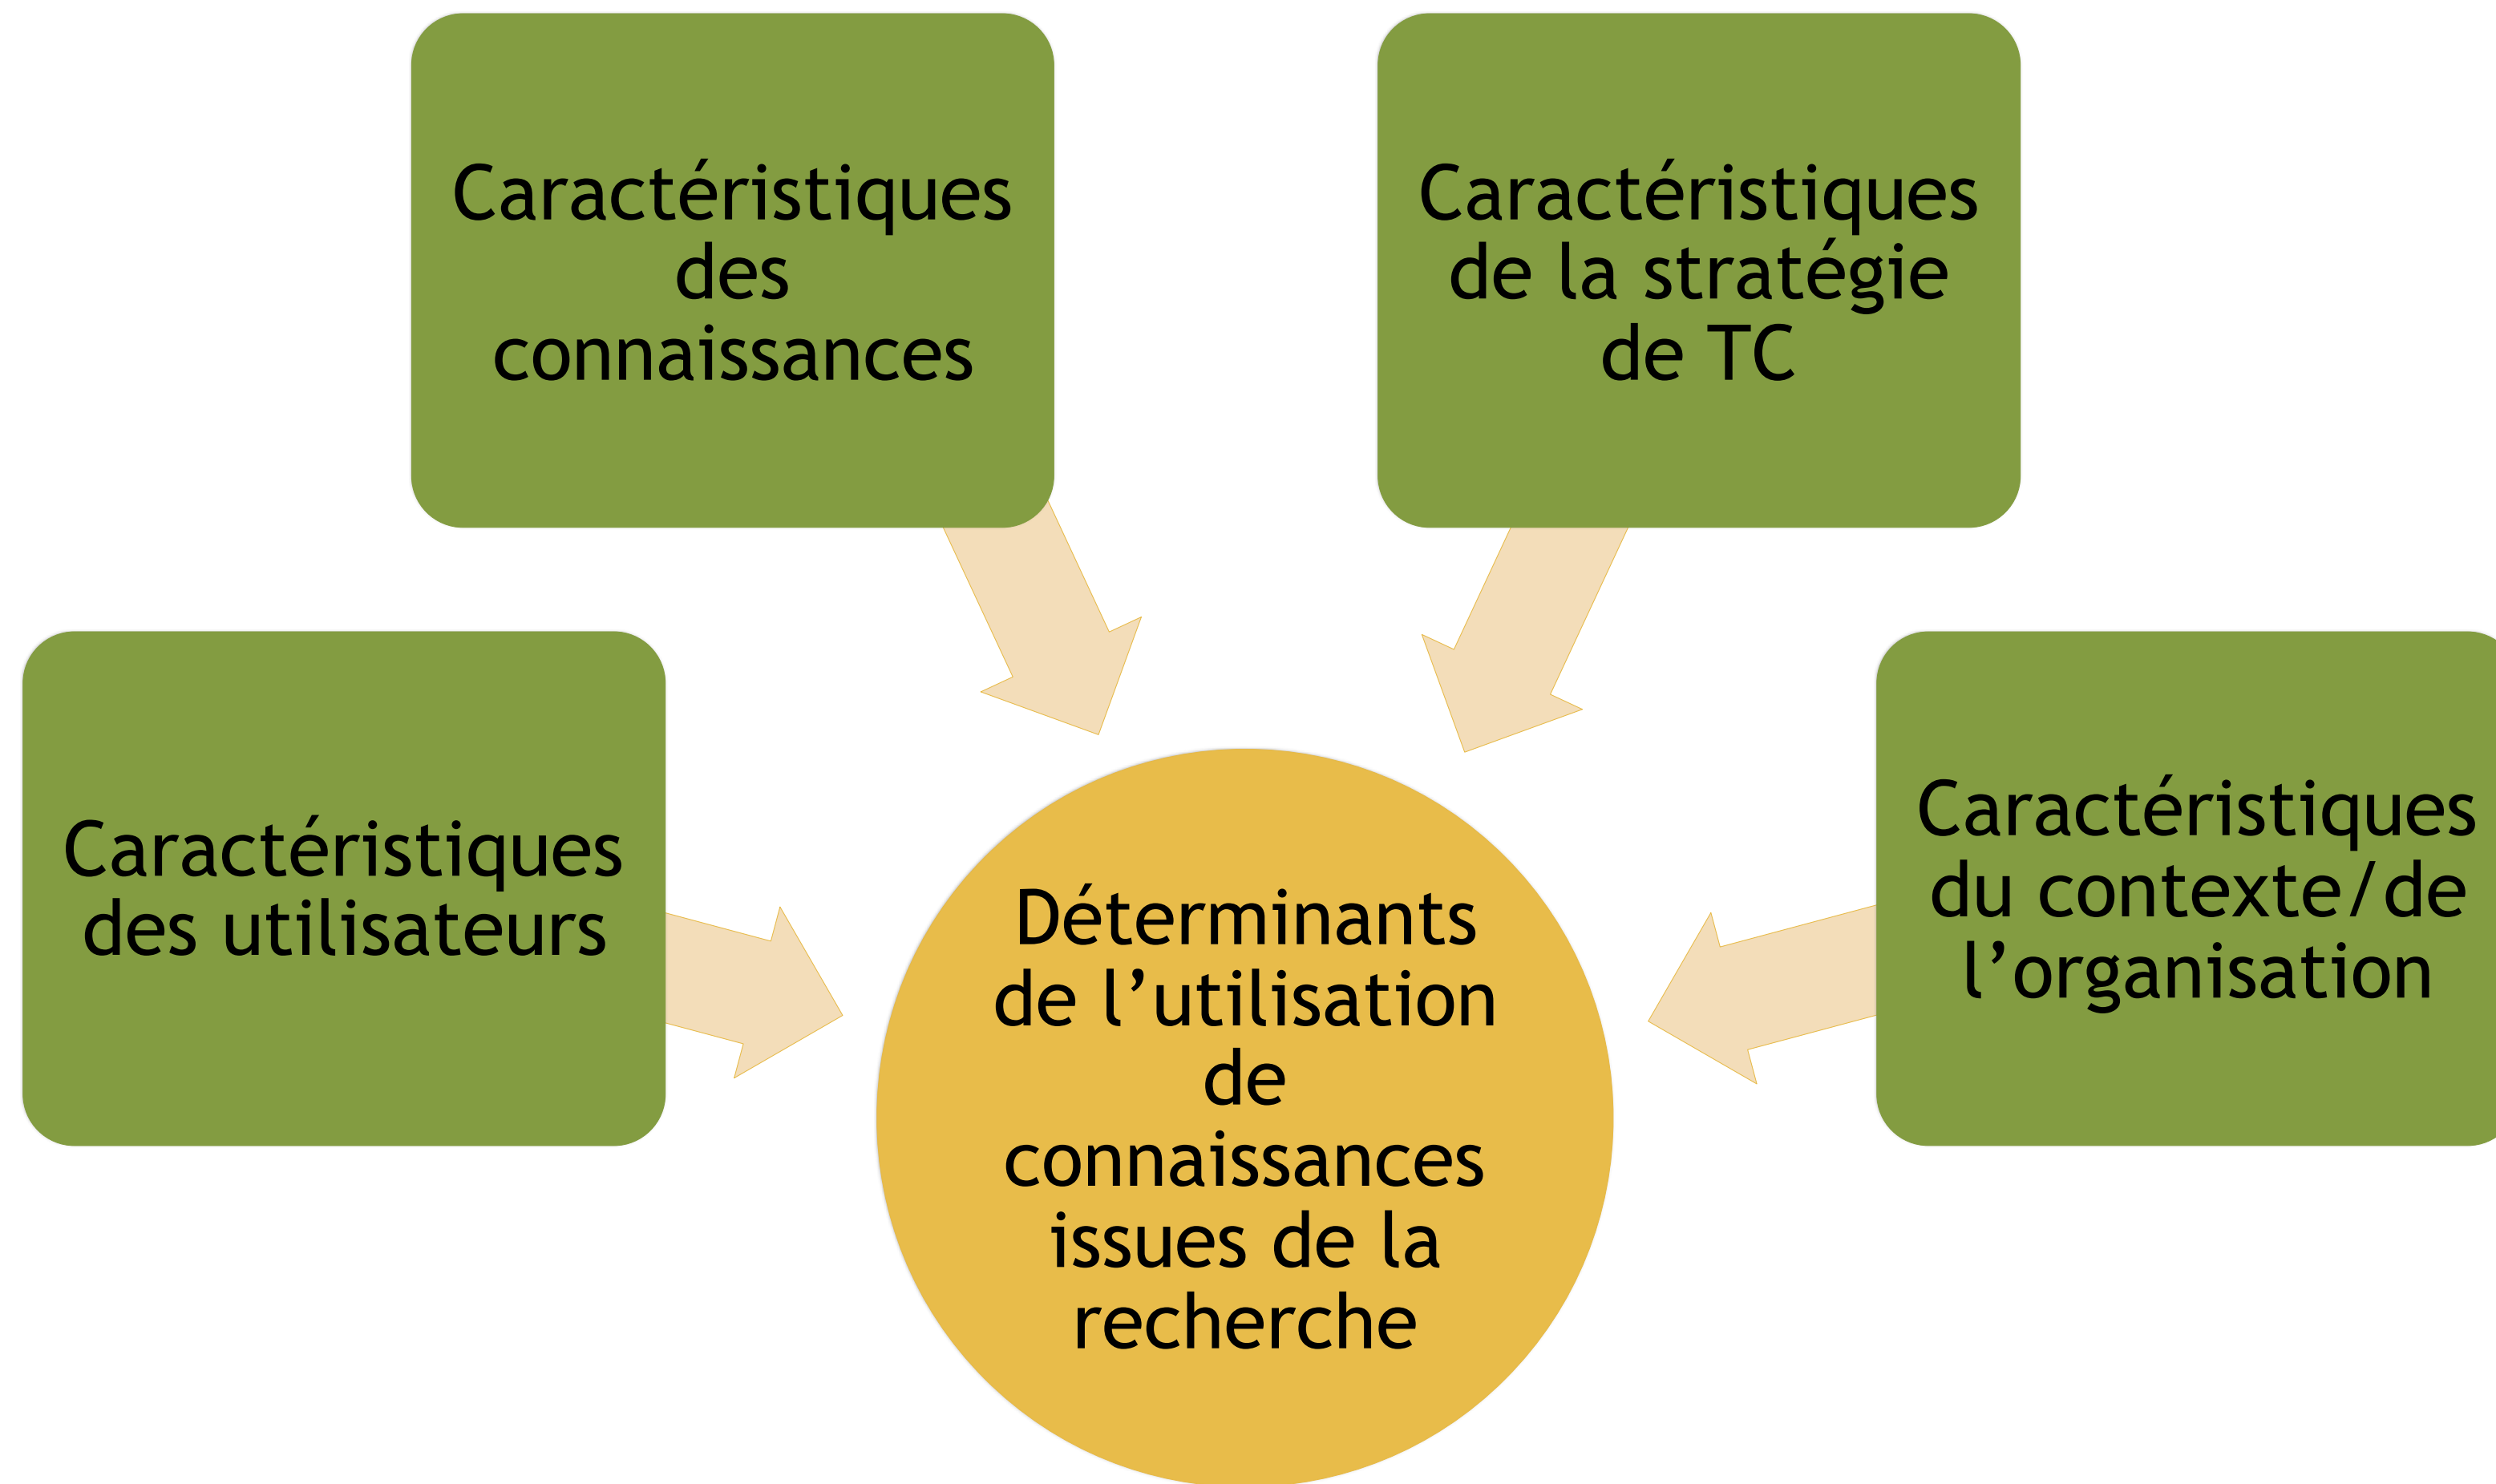 Caractéristiques
des
connaissances
Caractéristiques
de la stratégie
de TC
Caractéristiques
des utilisateurs
Caractéristiques
du contexte/de
l’organisation
Déterminants
de l’utilisation
de
connaissances
issues de la
recherche